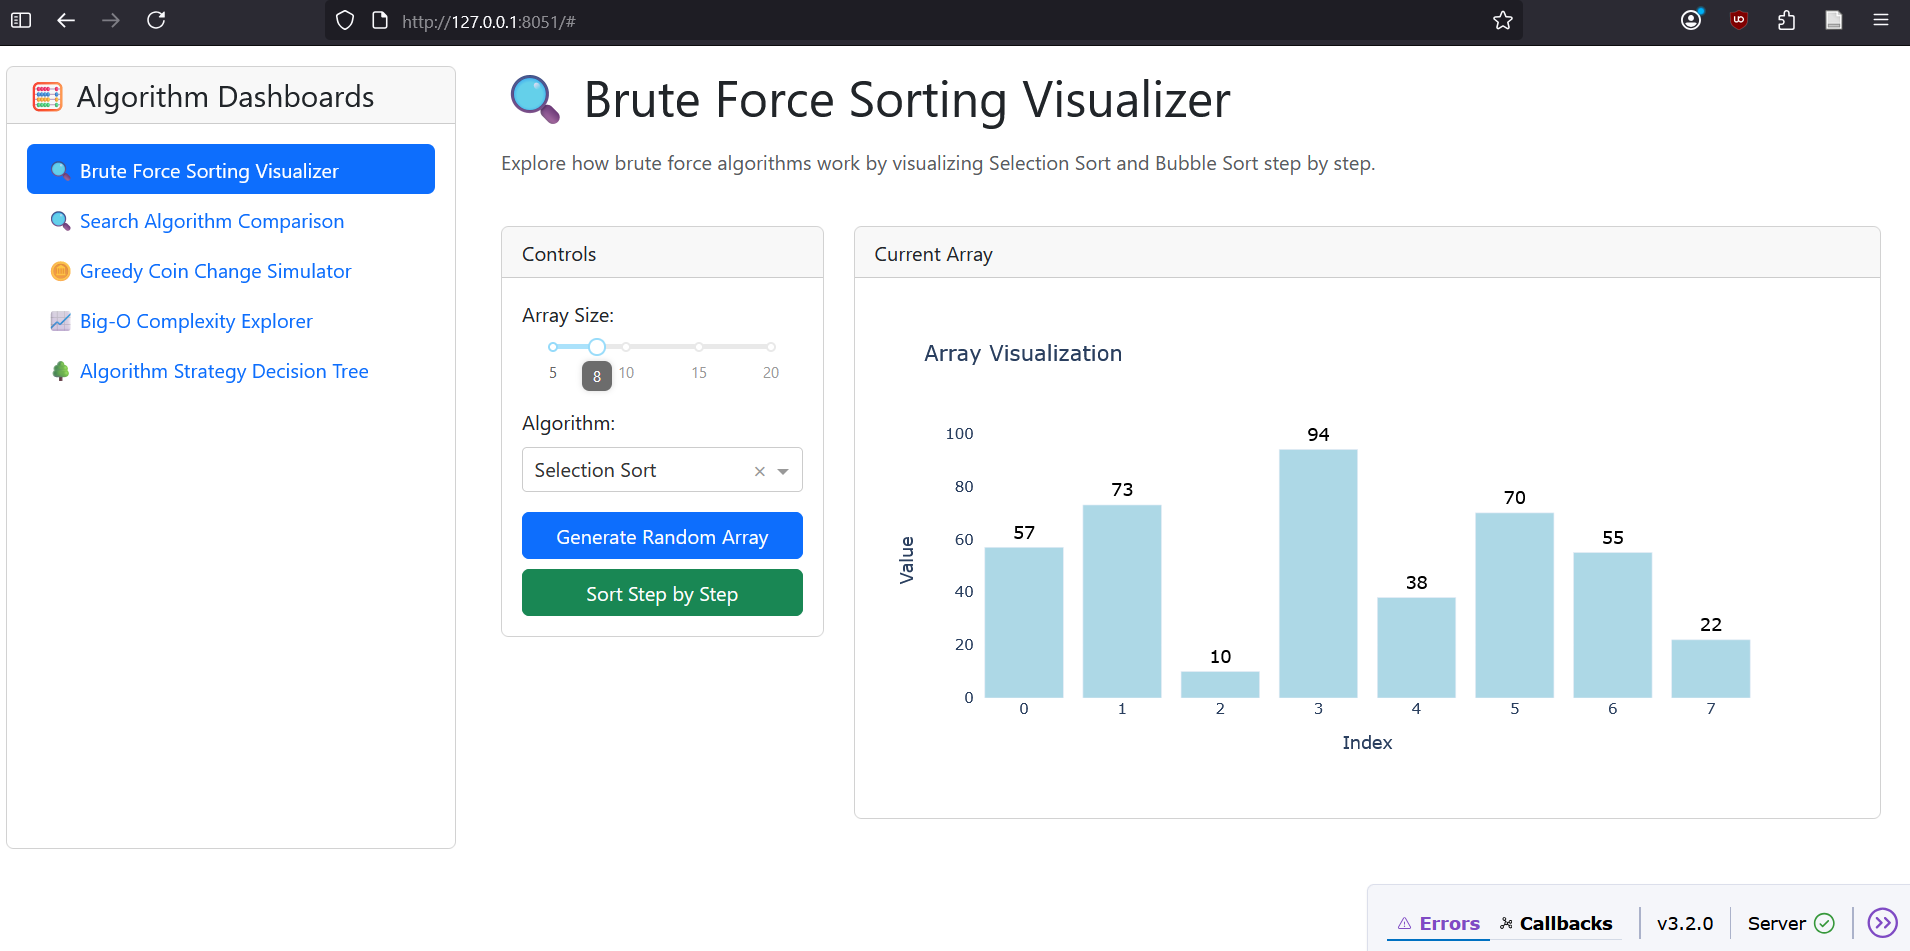 http://127.0.0.1:8051/#
Algorithm Dashboards
Brute Force Sorting Visualizer
Search Algorithm Comparison
Greedy Coin Change Simulator
Big-O Complexity Explorer
Algorithm Strategy Decision Tree
Brute Force Sorting Visualizer
Explore how brute force algorithms work by visualizing Selection Sort and Bubble Sort step by step.
Controls
Array Size:
5 8 10 15 20
Algorithm:
Selection Sort
Generate Random Array
Sort Step by Step
Current Array
Array Visualization
Value
100
80
60
40
20
0
57 73 10 94 38 70 55 22
0 1 2 3 4 5 6 7
Index
Errors Callbacks v3.2.0 Server